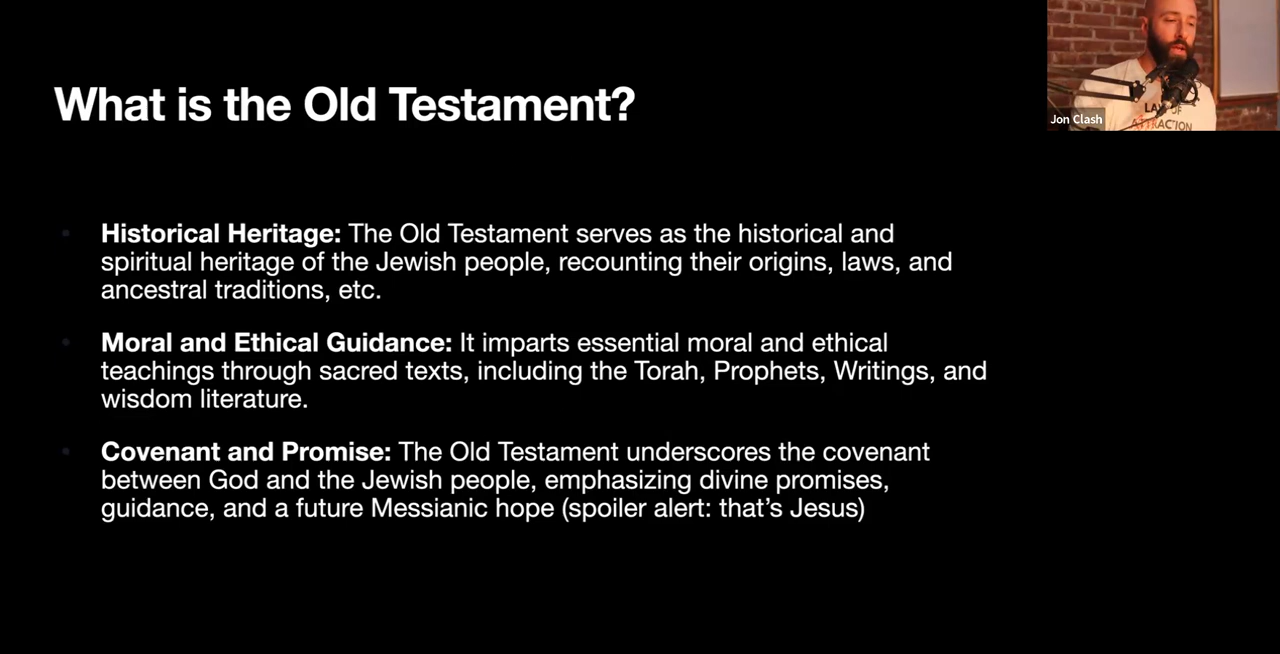 What is the Old Testament?
Jon Clash
LAW OF
ATTRACTION
Historical Heritage: The Old Testament serves as the historical and
spiritual heritage of the Jewish people, recounting their origins, laws, and
ancestral traditions, etc.
Moral and Ethical Guidance: It imparts essential moral and ethical
teachings through sacred texts, including the Torah, Prophets, Writings, and
wisdom literature.
Covenant and Promise: The Old Testament underscores the covenant
between God and the Jewish people, emphasizing divine promises,
guidance, and a future Messianic hope (spoiler alert: that’s Jesus)